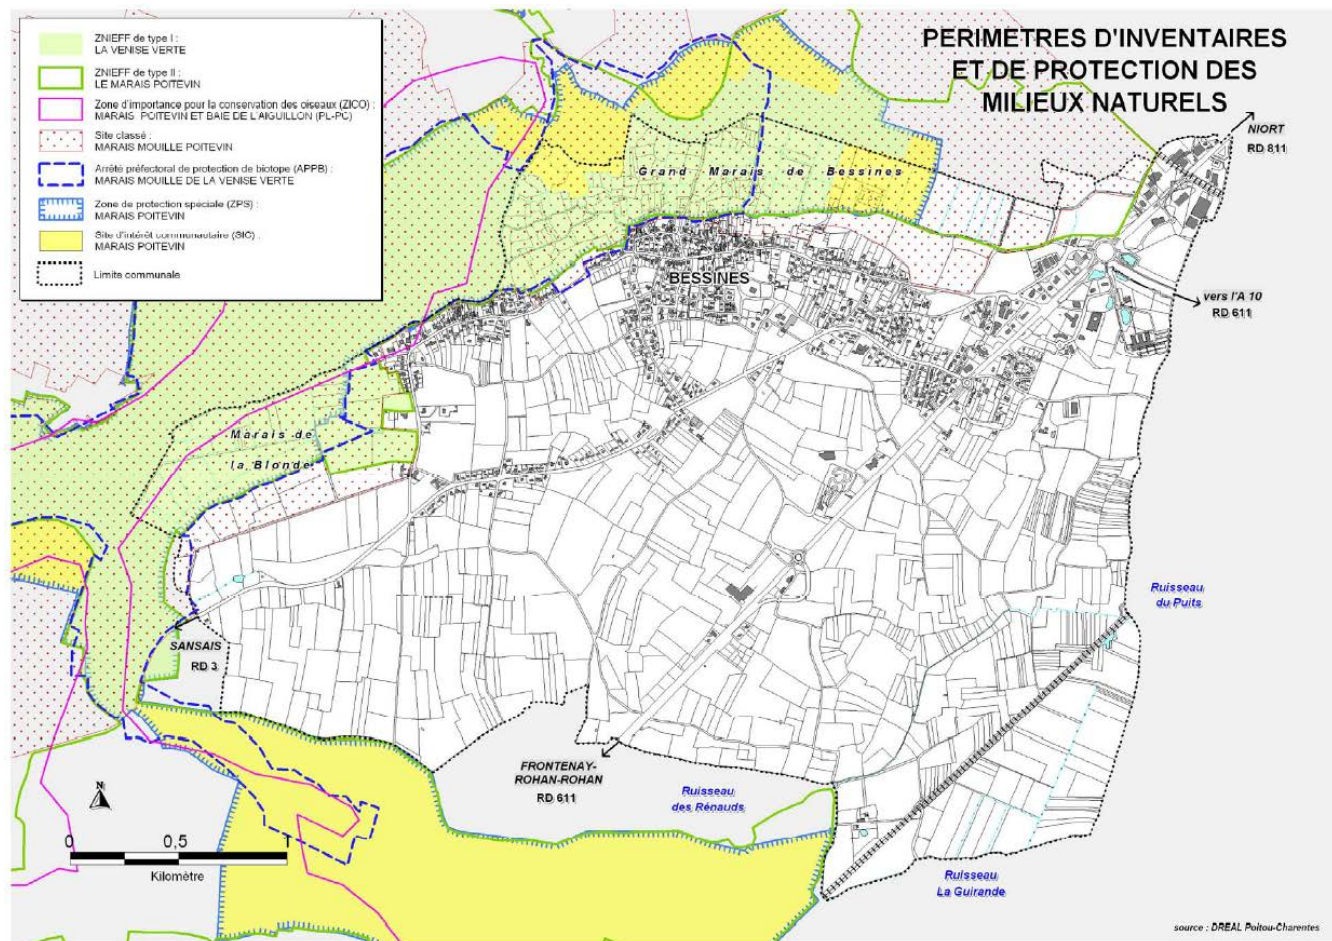 PERIMETRES D'INVENTAIRES
ET DE PROTECTION DES
MILIEUX NATURELS
ZNIEFF de type I :
LA VENISE VERTE
ZNIEFF de type II :
LE MARAIS POITEVIN
Zone d'importance pour la conservation des oiseaux (ZICO) :
MARAIS POITEVIN ET BAIE DE L'AIGUILLON (PL-PC)
Site classé :
MARAIS MOUILLE POITEVIN
Arrêté préfectoral de protection de biotope (APPB) :
MARAIS MOUILLE DE LA VENISE VERTE
Zone de protection spéciale (ZPS) :
MARAIS POITEVIN
Site d'intérêt communautaire (SIC) :
MARAIS POITEVIN
Limite communale
NIORT
RD 811
Grand Marais de Bessines
BESSINES
vers l'A 10
RD 611
Marais de
la Blonde
Ruisseau
du Puits
SANSAIS
RD 3
FRONTENAY-
ROHAN-ROHAN
RD 611
Ruisseau
des Rénauds
N
0 0,5 1
Kilomètre
Ruisseau
La Guirande
source : DREAL Poitou-Charentes